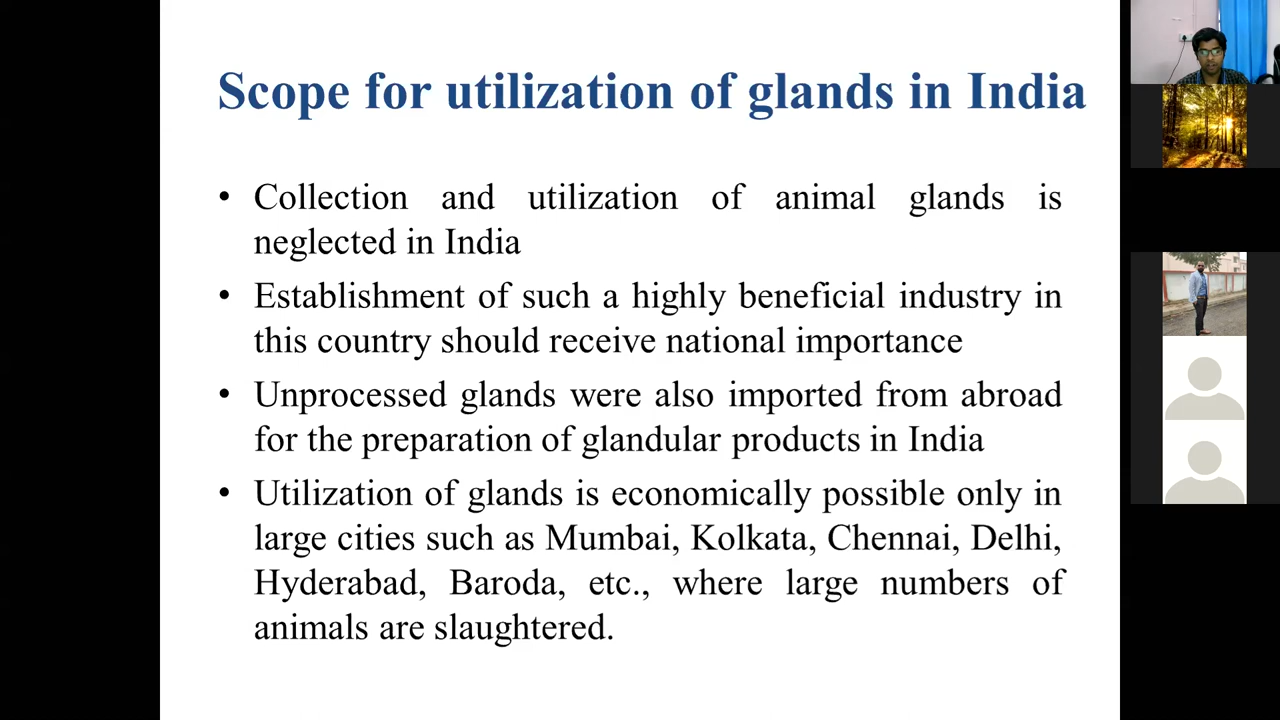 Scope for utilization of glands in India
• Collection and utilization of animal glands is
neglected in India
• Establishment of such a highly beneficial industry in
this country should receive national importance
• Unprocessed glands were also imported from abroad
for the preparation of glandular products in India
• Utilization of glands is economically possible only in
large cities such as Mumbai, Kolkata, Chennai, Delhi,
Hyderabad, Baroda, etc., where large numbers of
animals are slaughtered.